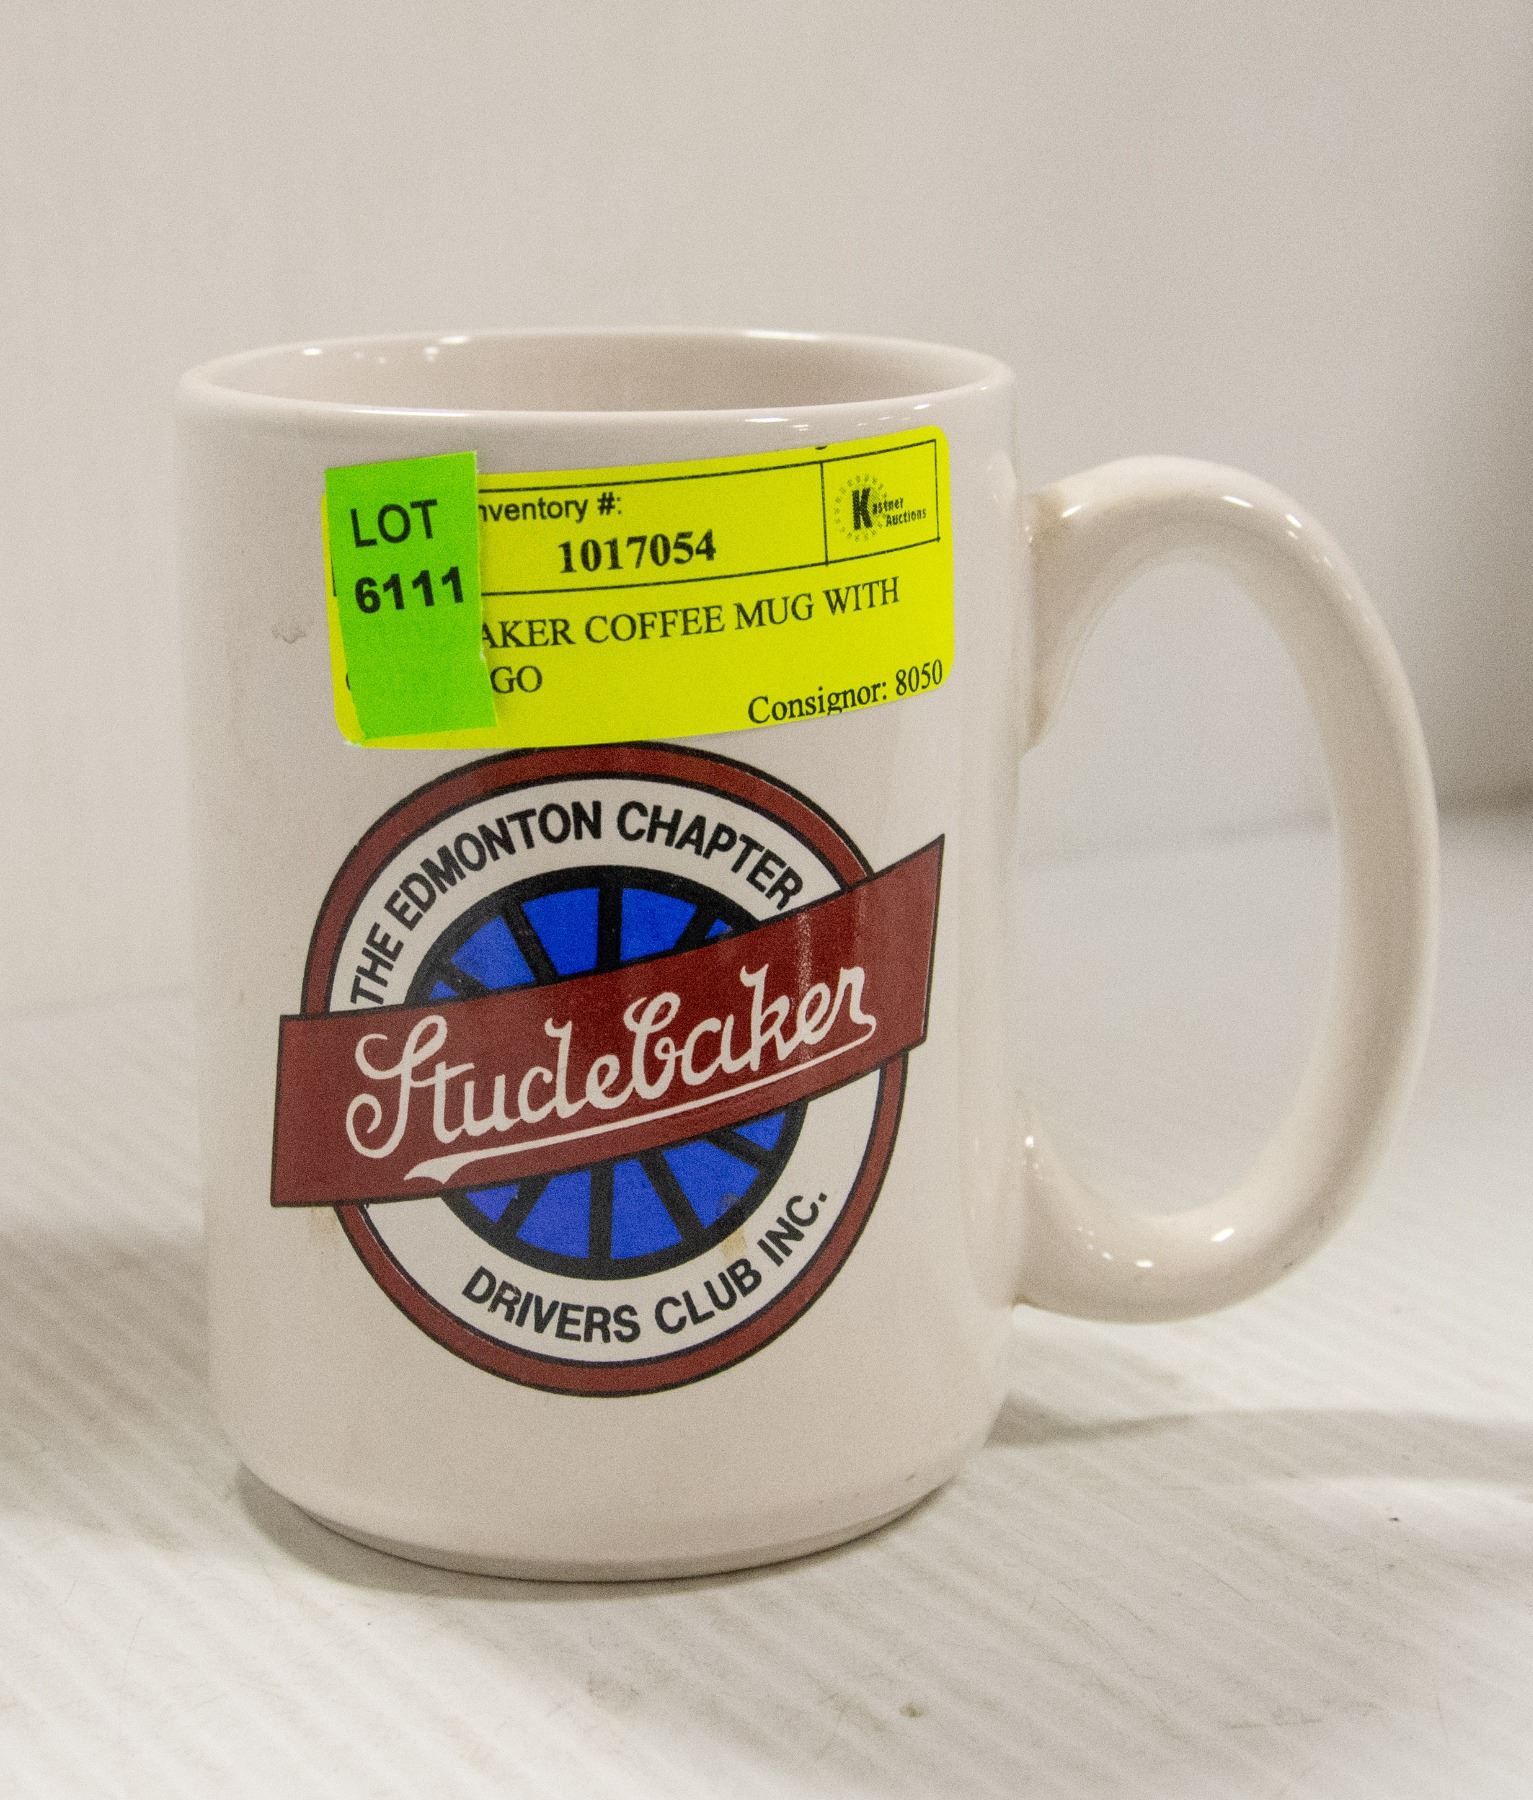 LOT
6111
nventory #:
1017054
Kastner
Auctions
AKER COFFEE MUG WITH
GO
Consignor: 8050
THE EDMONTON CHAPTER
Studebaker
DRIVERS CLUB INC.